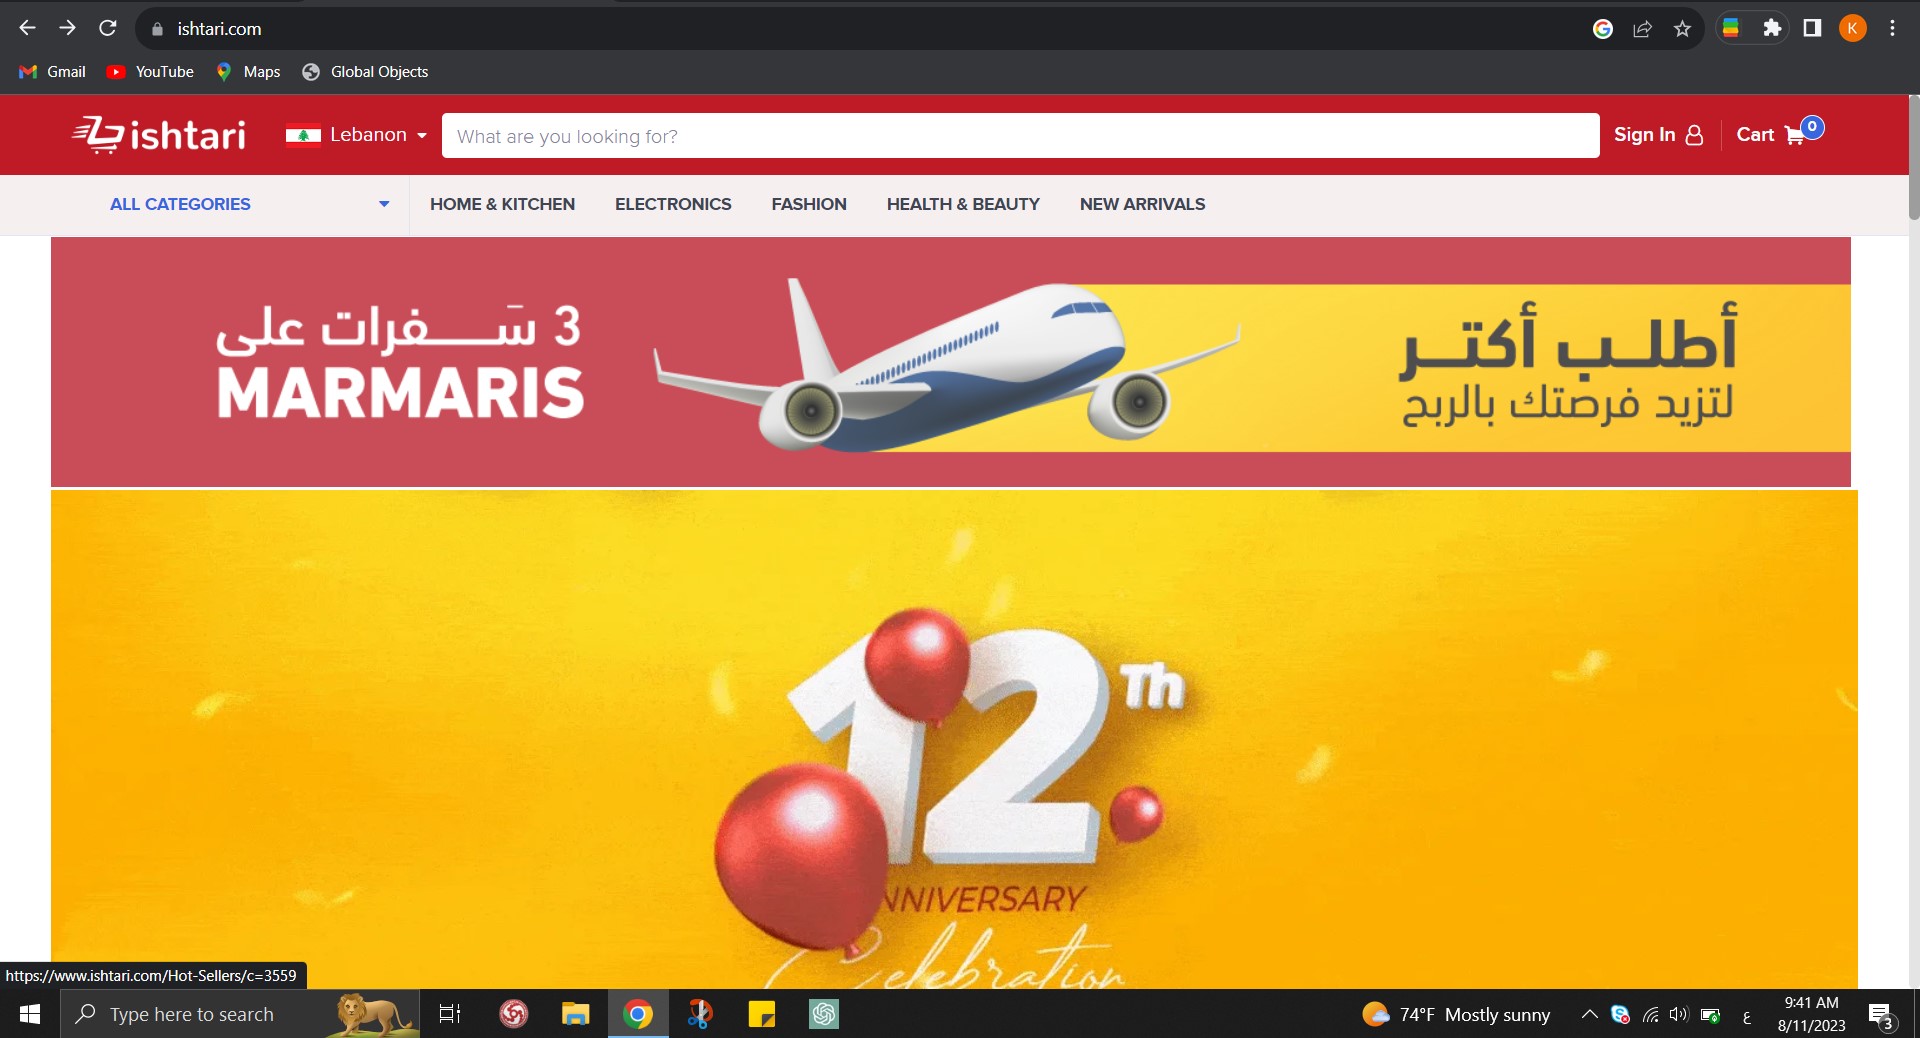 ishtari.com
Gmail
YouTube
Maps
Global Objects
K
ishtari
Lebanon
What are you looking for?
Sign In
Cart
0
ALL CATEGORIES
HOME & KITCHEN
ELECTRONICS
FASHION
HEALTH & BEAUTY
NEW ARRIVALS
أطلب أكتر
لتزيد فرصتك بالربح
3 سَفرات على
MARMARIS
12Th
NNIVERSARY
Celebration
https://www.ishtari.com/Hot-Sellers/c=3559
Type here to search
74°F Mostly sunny
ع
9:41 AM
8/11/2023
3